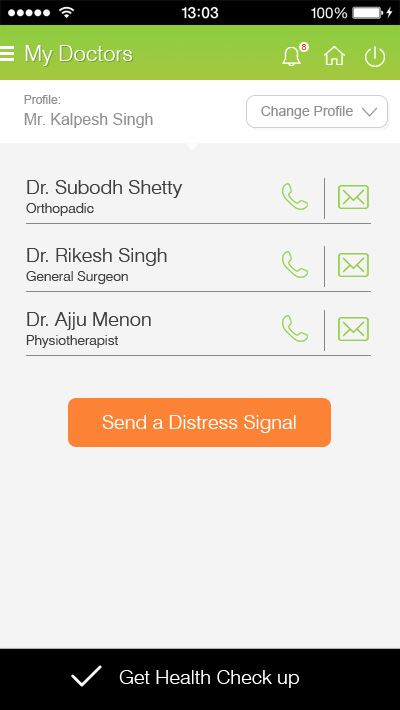 13:03
100%
My Doctors
8
Profile:
Mr. Kalpesh Singh
Change Profile
Dr. Subodh Shetty
Orthopadic
Dr. Rikesh Singh
General Surgeon
Dr. Ajju Menon
Physiotherapist
Send a Distress Signal
Get Health Check up